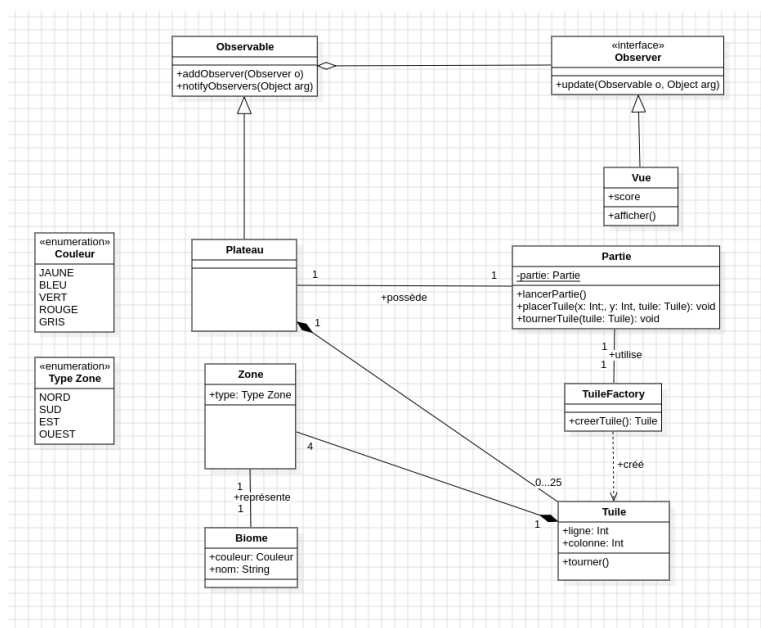 Observable
+addObserver(Observer o)
+notifyObservers(Object arg)
«interface»
Observer
+update(Observable o, Object arg)
Vue
+score
+afficher()
«enumeration»
Couleur
JAUNE
BLEU
VERT
ROUGE
GRIS
Plateau
1
1
+possède
Partie
-partie: Partie
+lancerPartie()
+placerTuile(x: Int;, y: Int, tuile: Tuile): void
+tournerTuile(tuile: Tuile): void
1
1
+utilise
1
«enumeration»
Type Zone
NORD
SUD
EST
OUEST
Zone
+type: Type Zone
TuileFactory
+creerTuile(): Tuile
4
+créé
0...25
1
+représente
1
1
Tuile
+ligne: Int
+colonne: Int
+tourner()
Biome
+couleur: Couleur
+nom: String